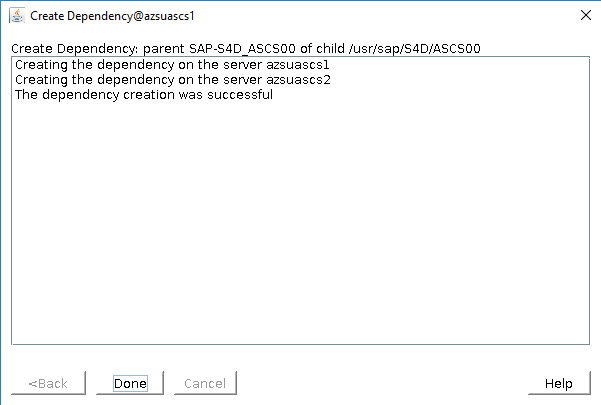 Create Dependency@azsuascs1
Create Dependency: parent SAP-S4D_ASCS00 of child /usr/sap/S4D/ASCS00
Creating the dependency on the server azsuascs1
Creating the dependency on the server azsuascs2
The dependency creation was successful
<Back Done Cancel Help